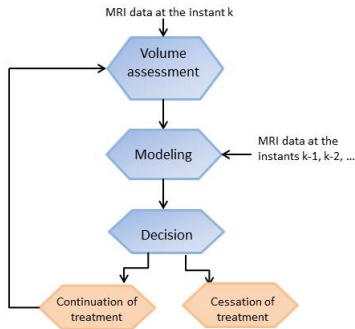 MRI data at the instant k
Volume
assessment
Modeling
MRI data at the
instants k-1, k-2, ...
Decision
Continuation of
treatment
Cessation of
treatment